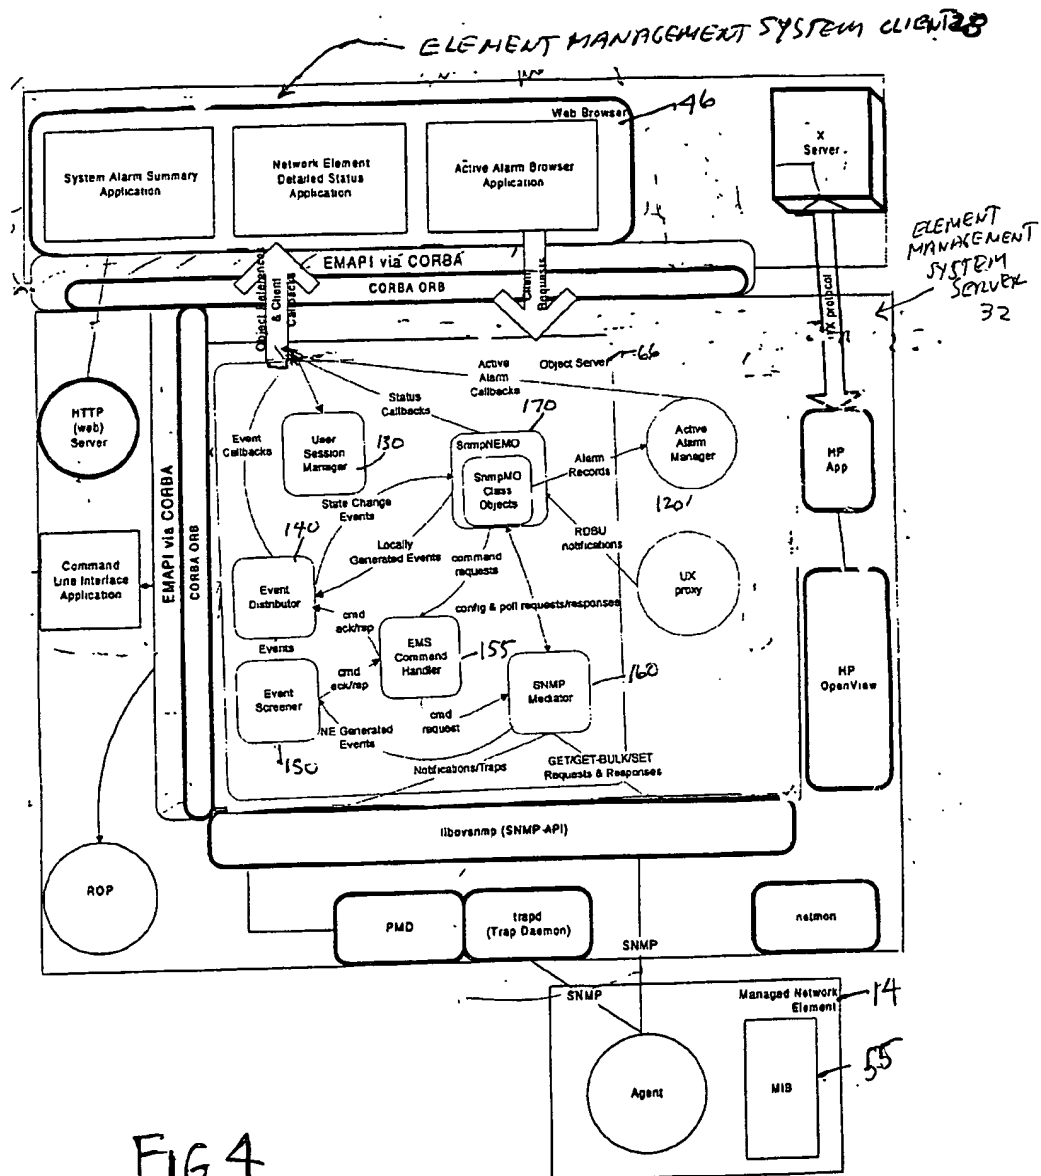 ELEMENT MANAGEMENT SYSTEM CLIENT 28
Web Browser
46
System Alarm Summary
Application
Network Element
Detailed Status
Application
Active Alarm Browser
Application
X
Server
ELEMENT
MANAGEMENT
SYSTEM
SERVER
32
EMAPI via CORBA
CORBA ORB
Object References
& Client
Callbacks
Client
Requests
X protocol
Object Server
66
HTTP
(web)
Server
Event
Callbacks
Status
Callbacks
Active
Alarm
Callbacks
User
Session
Manager
130
170
SnmpNEMO
SnmpMO
Class
Objects
Alarm
Records
Active
Alarm
Manager
120
HP
App
EMAPI via CORBA
CORBA ORB
State Change
Events
140
Locally
Generated Events
command
requests
RDSU
notifications
UX
proxy
Command
Line Interface
Application
Event
Distributor
config & poll requests/responses
cmd
ack/rsp
Events
EMS
Command
Handler
155
cmd
ack/rsp
Event
Screener
150
SNMP
Mediator
160
cmd
request
NE Generated
Events
Notifications/Traps
GET/GET-BULK/SET
Requests & Responses
HP
OpenView
libovsnmp (SNMP-API)
ROP
PMD
trapd
(Trap Daemon)
netmon
SNMP
SNMP
Managed Network
Element
14
Agent
MIB
55
FIG 4